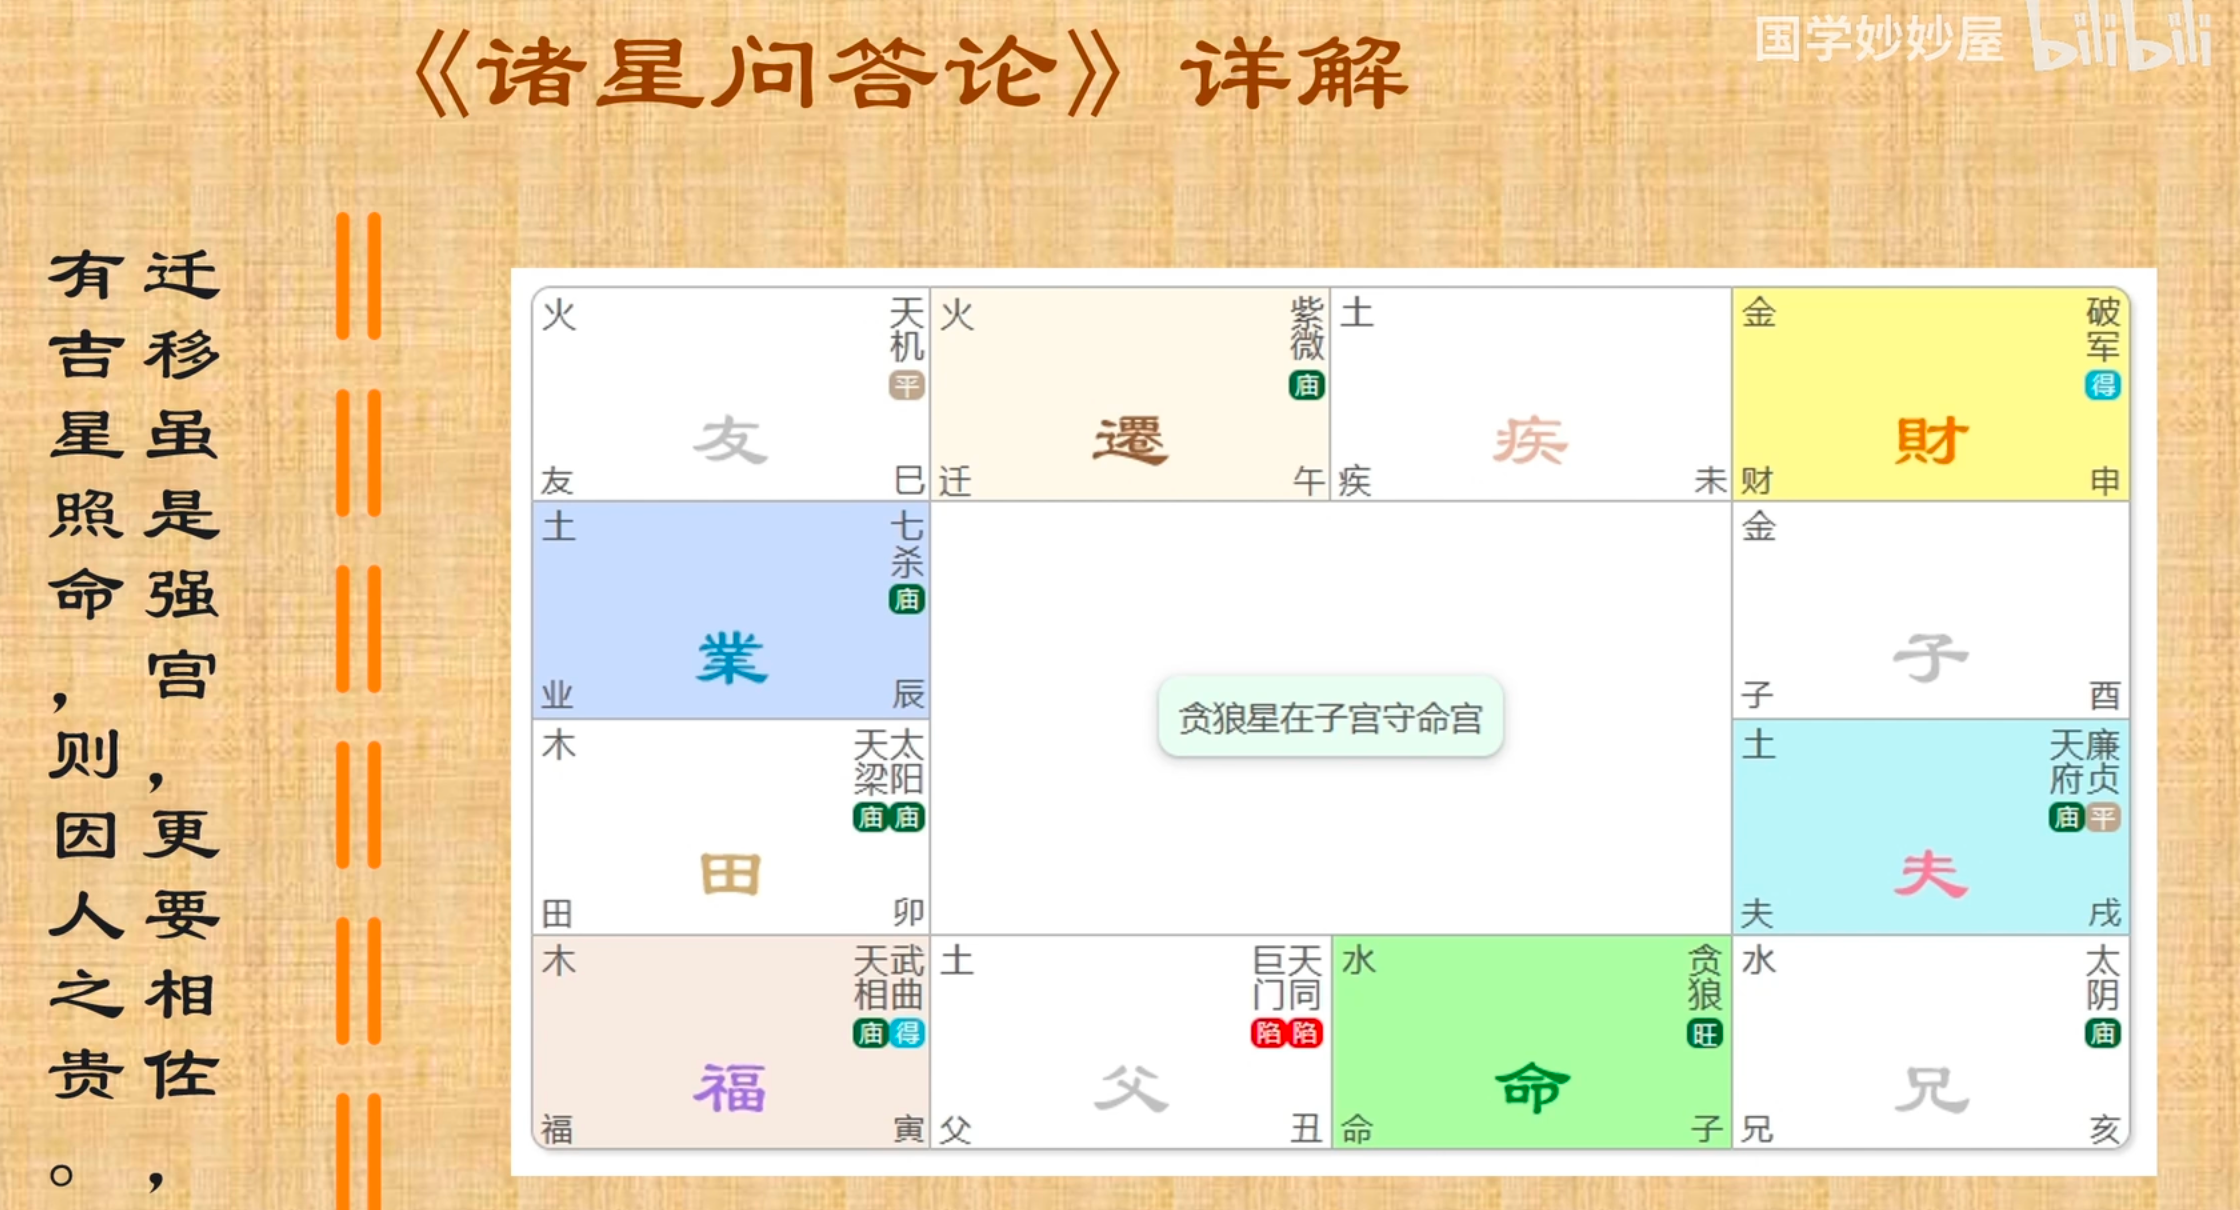 《诸星问答论》详解
国学妙妙屋 bilibili
迁移虽是强宫，更要相佐，
有吉星照命，则因人之贵。
火
天机
平
友
友
巳
火
紫微
庙
遷
迁
午
土
疾
疾
未
金
破军
得
財
财
申
土
七杀
庙
業
业
辰
金
子
子
酉
木
太阳
天梁
庙庙
田
田
卯
贪狼星在子宫守命宫
土
廉贞
天府
庙平
夫
夫
戌
木
武曲
天相
庙得
福
福
寅
土
天同
巨门
陷陷
父
父
丑
水
贪狼
旺
命
命
子
水
太阴
庙
兄
兄
亥